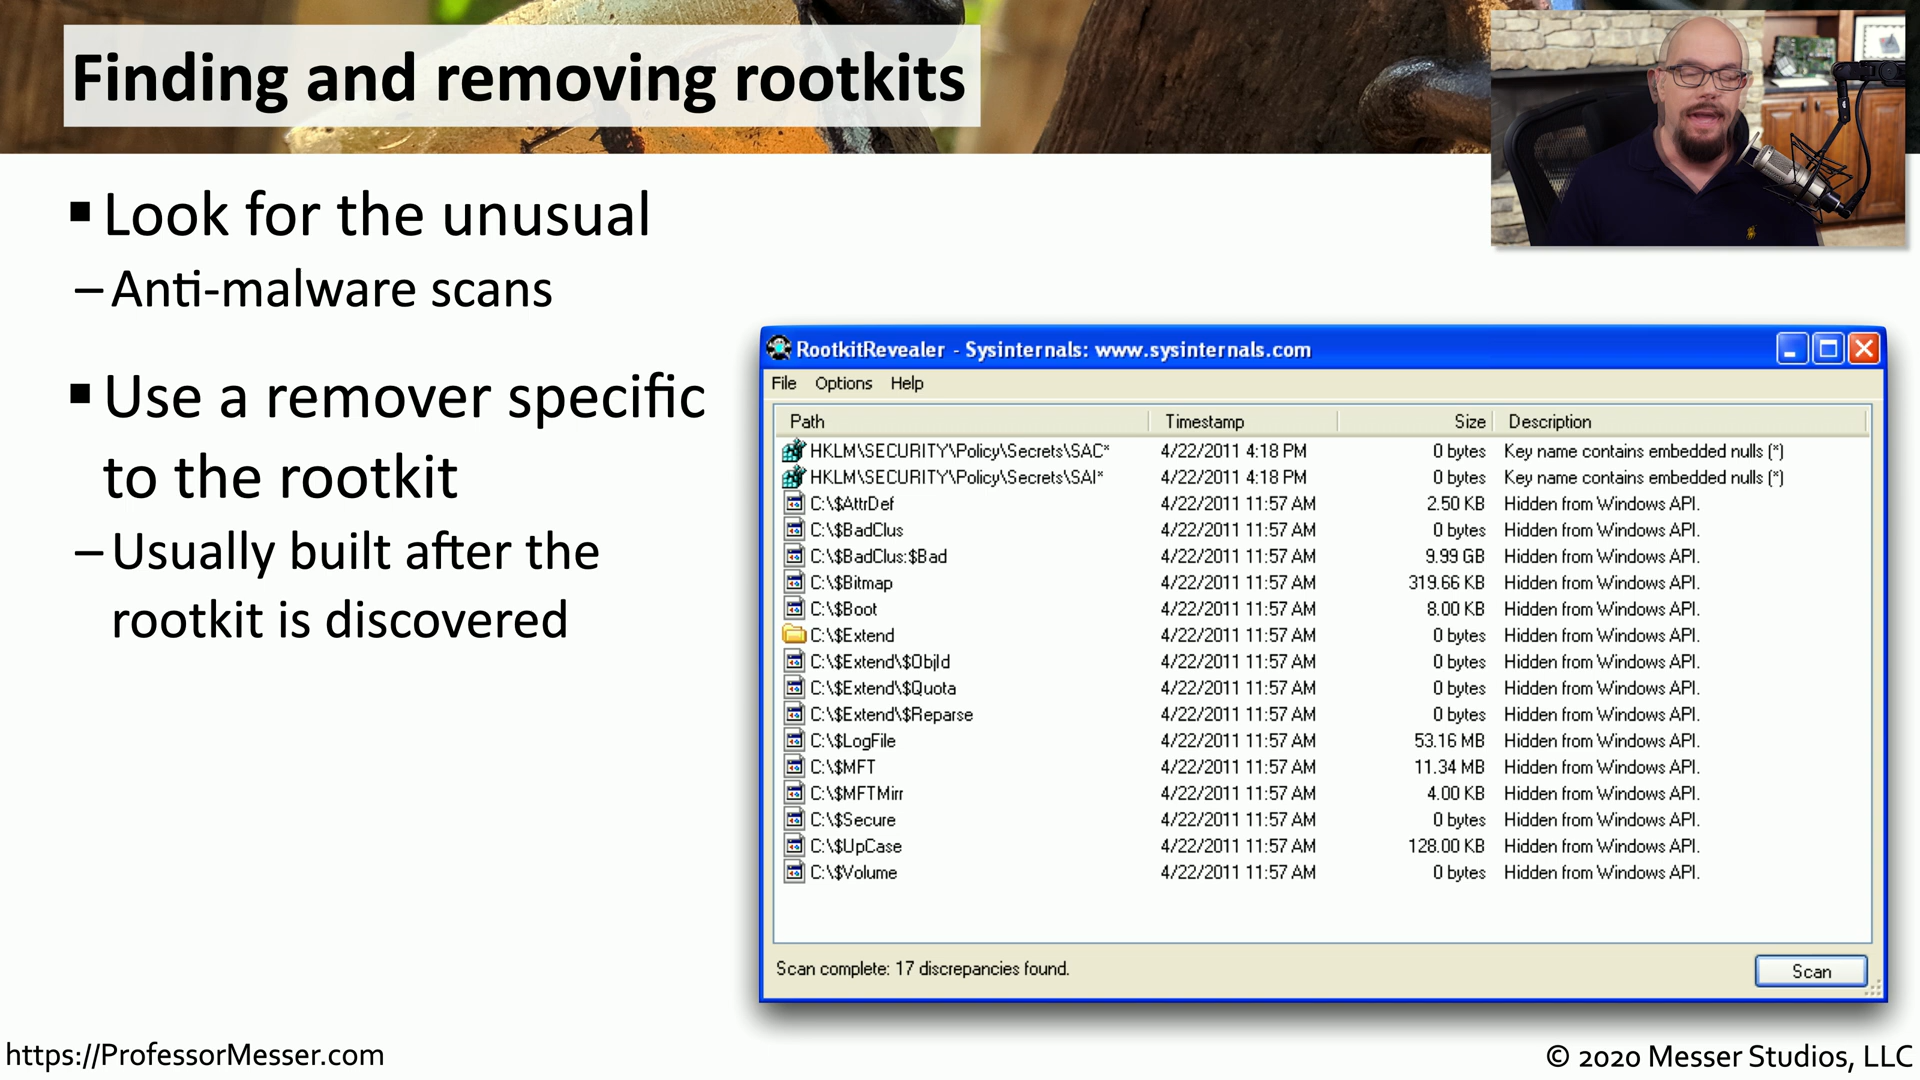 Finding and removing rootkits
▪ Look for the unusual
– Anti-malware scans
▪ Use a remover specific
to the rootkit
– Usually built after the
rootkit is discovered
RootkitRevealer - Sysinternals: www.sysinternals.com
File Options Help
Path Timestamp Size Description
HKLM\SECURITY\Policy\Secrets\SAC* 4/22/2011 4:18 PM 0 bytes Key name contains embedded nulls (*)
HKLM\SECURITY\Policy\Secrets\SAI* 4/22/2011 4:18 PM 0 bytes Key name contains embedded nulls (*)
C:\$AttrDef 4/22/2011 11:57 AM 2.50 KB Hidden from Windows API.
C:\$BadClus 4/22/2011 11:57 AM 0 bytes Hidden from Windows API.
C:\$BadClus:$Bad 4/22/2011 11:57 AM 9.99 GB Hidden from Windows API.
C:\$Bitmap 4/22/2011 11:57 AM 319.66 KB Hidden from Windows API.
C:\$Boot 4/22/2011 11:57 AM 8.00 KB Hidden from Windows API.
C:\$Extend 4/22/2011 11:57 AM 0 bytes Hidden from Windows API.
C:\$Extend\$ObjId 4/22/2011 11:57 AM 0 bytes Hidden from Windows API.
C:\$Extend\$Quota 4/22/2011 11:57 AM 0 bytes Hidden from Windows API.
C:\$Extend\$Reparse 4/22/2011 11:57 AM 0 bytes Hidden from Windows API.
C:\$LogFile 4/22/2011 11:57 AM 53.16 MB Hidden from Windows API.
C:\$MFT 4/22/2011 11:57 AM 11.34 MB Hidden from Windows API.
C:\$MFTMirr 4/22/2011 11:57 AM 4.00 KB Hidden from Windows API.
C:\$Secure 4/22/2011 11:57 AM 0 bytes Hidden from Windows API.
C:\$UpCase 4/22/2011 11:57 AM 128.00 KB Hidden from Windows API.
C:\$Volume 4/22/2011 11:57 AM 0 bytes Hidden from Windows API.
Scan complete: 17 discrepancies found.
Scan
https://ProfessorMesser.com
© 2020 Messer Studios, LLC